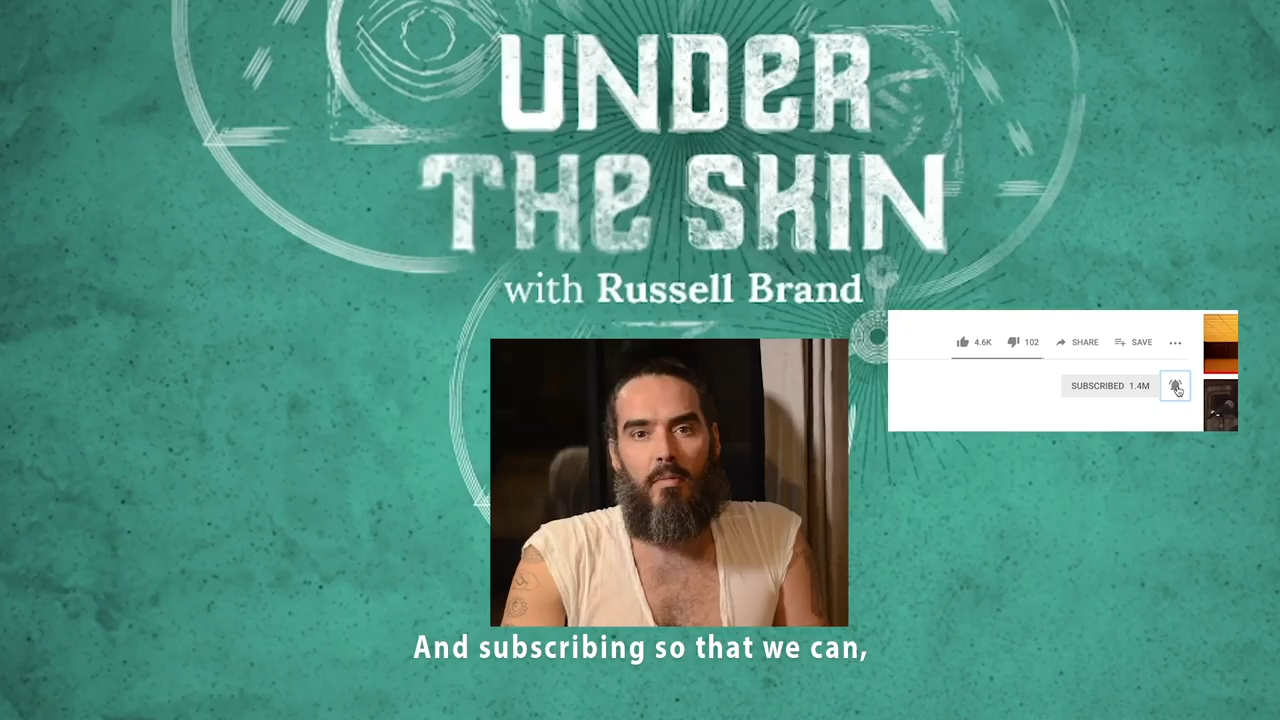 UNDER
THE SKIN
with Russell Brand
4.6K 102 SHARE SAVE
SUBSCRIBED 1.4M
And subscribing so that we can,